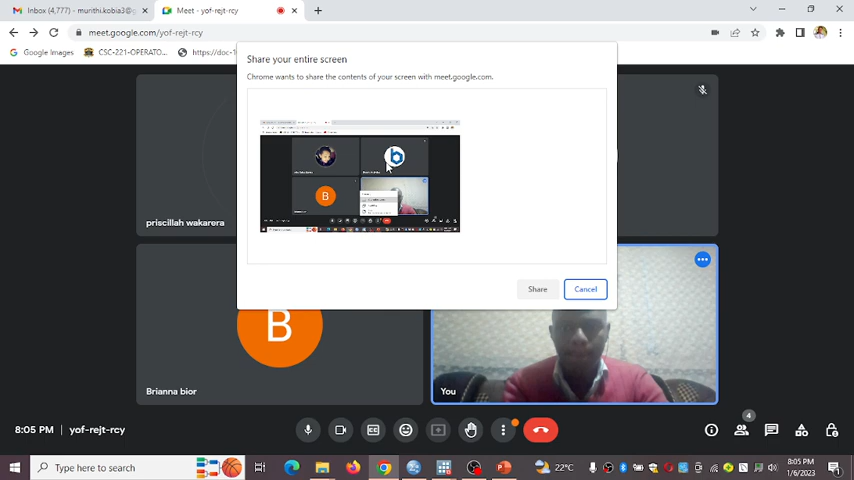 Inbox (4,777) - murithi.kobia3@g
Meet - yof-rejt-rcy
meet.google.com/yof-rejt-rcy
Google Images
CSC-221-OPERATO...
https://doc-1
Share your entire screen
Chrome wants to share the contents of your screen with meet.google.com.
Share
Cancel
priscillah wakarera
B
Brianna bior
You
8:05 PM | yof-rejt-rcy
4
Type here to search
22°C
8:05 PM
1/6/2023